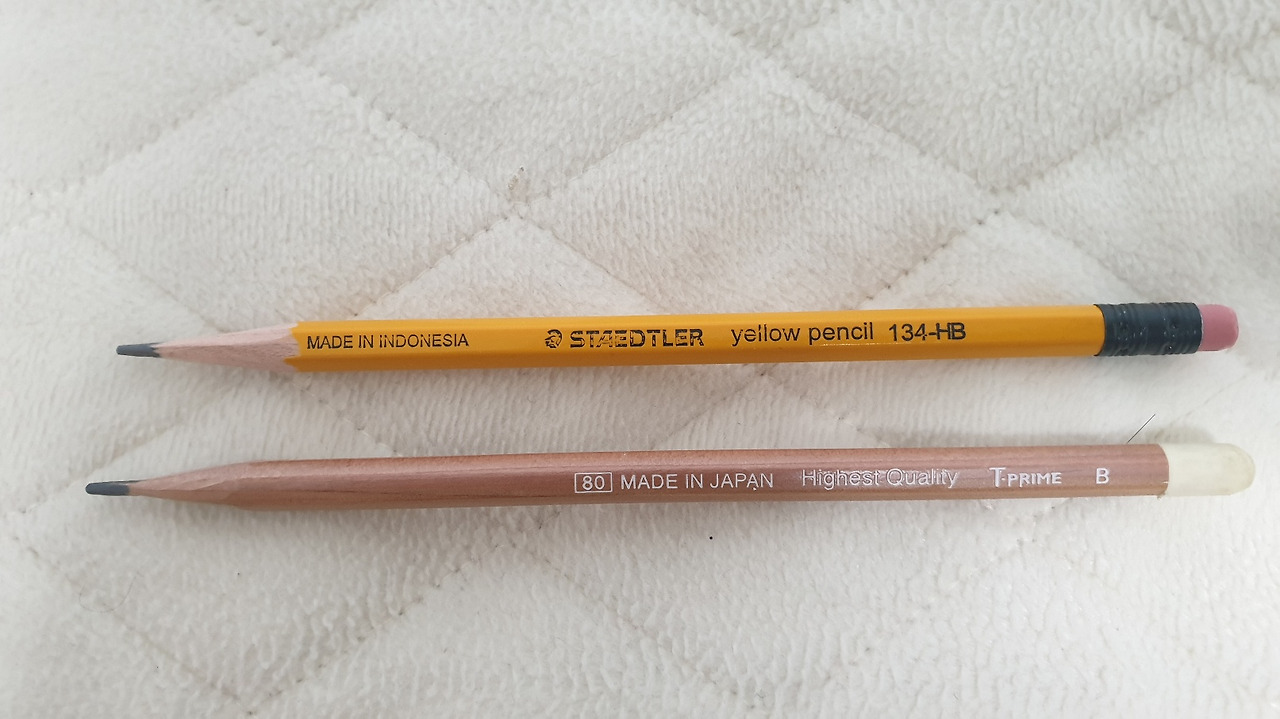 MADE IN INDONESIA STAEDTLER yellow pencil 134-HB
80 MADE IN JAPAN Highest Quality T-PRIME B